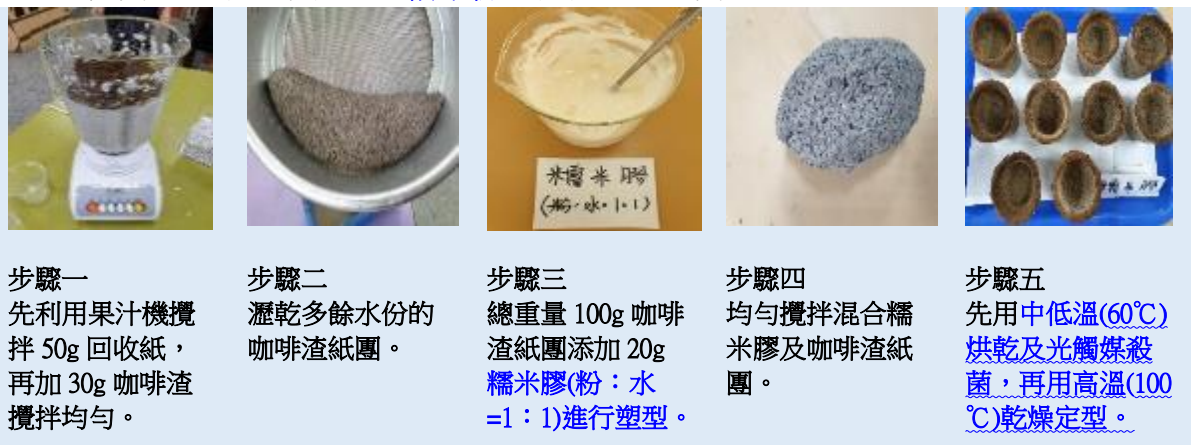 糯米膠
(粉:水=1:1)
步驟一
先利用果汁機攪
拌 50g 回收紙，
再加 30g 咖啡渣
攪拌均勻。
步驟二
瀝乾多餘水份的
咖啡渣紙團。
步驟三
總重量 100g 咖啡
渣紙團添加 20g
糯米膠(粉：水
=1：1)進行塑型。
步驟四
均勻攪拌混合糯
米膠及咖啡渣紙
團。
步驟五
先用中低溫(60℃)
烘乾及光觸媒殺
菌，再用高溫(100
℃)乾燥定型。